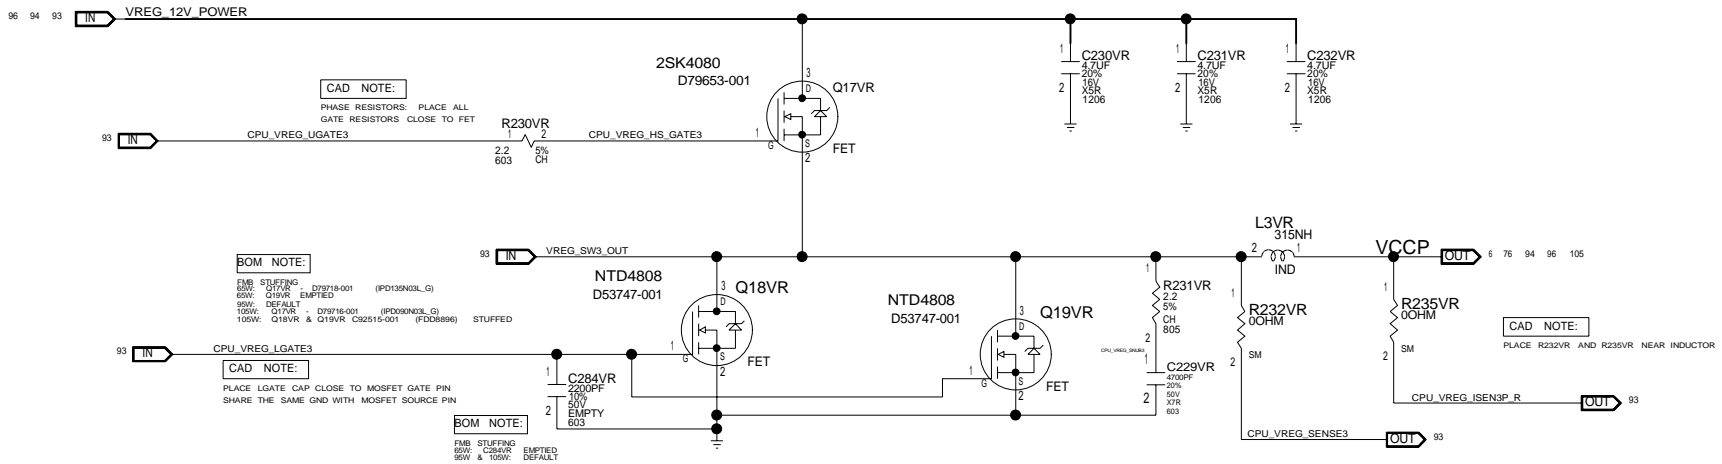 96 94 93 IN VREG_12V_POWER
2SK4080
D79653-001
3
D
Q17VR
1
G
S
2
FET
1
C230VR
4.7UF
20%
16V
X5R
1206
2
1
C231VR
4.7UF
20%
16V
X5R
1206
2
1
C232VR
4.7UF
20%
16V
X5R
1206
2
CAD NOTE:
PHASE RESISTORS: PLACE ALL
GATE RESISTORS CLOSE TO FET
93 IN CPU_VREG_UGATE3
R230VR
1 2
2.2 5%
603 CH
CPU_VREG_HS_GATE3
93 IN VREG_SW3_OUT
L3VR
315NH
2 1
IND
VCCP
OUT 6 76 94 96 105
BOM NOTE:
FMB STUFFING
65W: Q17VR - D79718-001 (IPD135N03L_G)
65W: Q19VR EMPTIED
95W: DEFAULT
105W: Q17VR - D79716-001 (IPD090N03L_G)
105W: Q18VR & Q19VR C92515-001 (FDD8896) STUFFED
NTD4808
D53747-001
3
D
Q18VR
1
G
S
2
FET
NTD4808
D53747-001
3
D
Q19VR
1
G
S
2
FET
1
R231VR
2.2
5%
CH
805
2
1
C229VR
4700PF
20%
50V
X7R
603
2
1
R232VR
0OHM
SM
2
1
R235VR
0OHM
SM
2
CAD NOTE:
PLACE R232VR AND R235VR NEAR INDUCTOR
93 IN CPU_VREG_LGATE3
CAD NOTE:
PLACE LGATE CAP CLOSE TO MOSFET GATE PIN
SHARE THE SAME GND WITH MOSFET SOURCE PIN
1
C284VR
2200PF
10%
50V
EMPTY
603
2
BOM NOTE:
FMB STUFFING
65W: C284VR EMPTIED
95W & 105W: DEFAULT
CPU_VREG_ISEN3P_R OUT 93
CPU_VREG_SENSE3 OUT 93